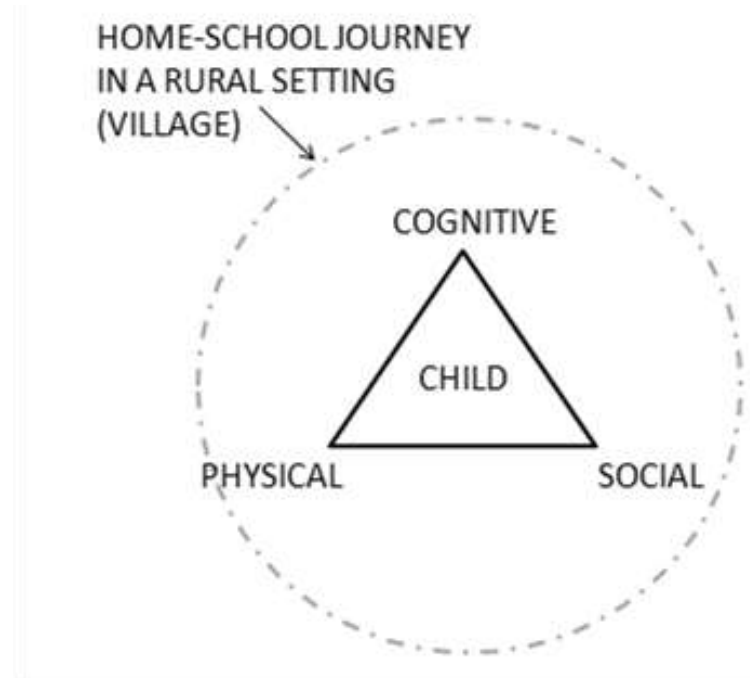 HOME-SCHOOL JOURNEY
IN A RURAL SETTING
(VILLAGE)
COGNITIVE
CHILD
PHYSICAL
SOCIAL